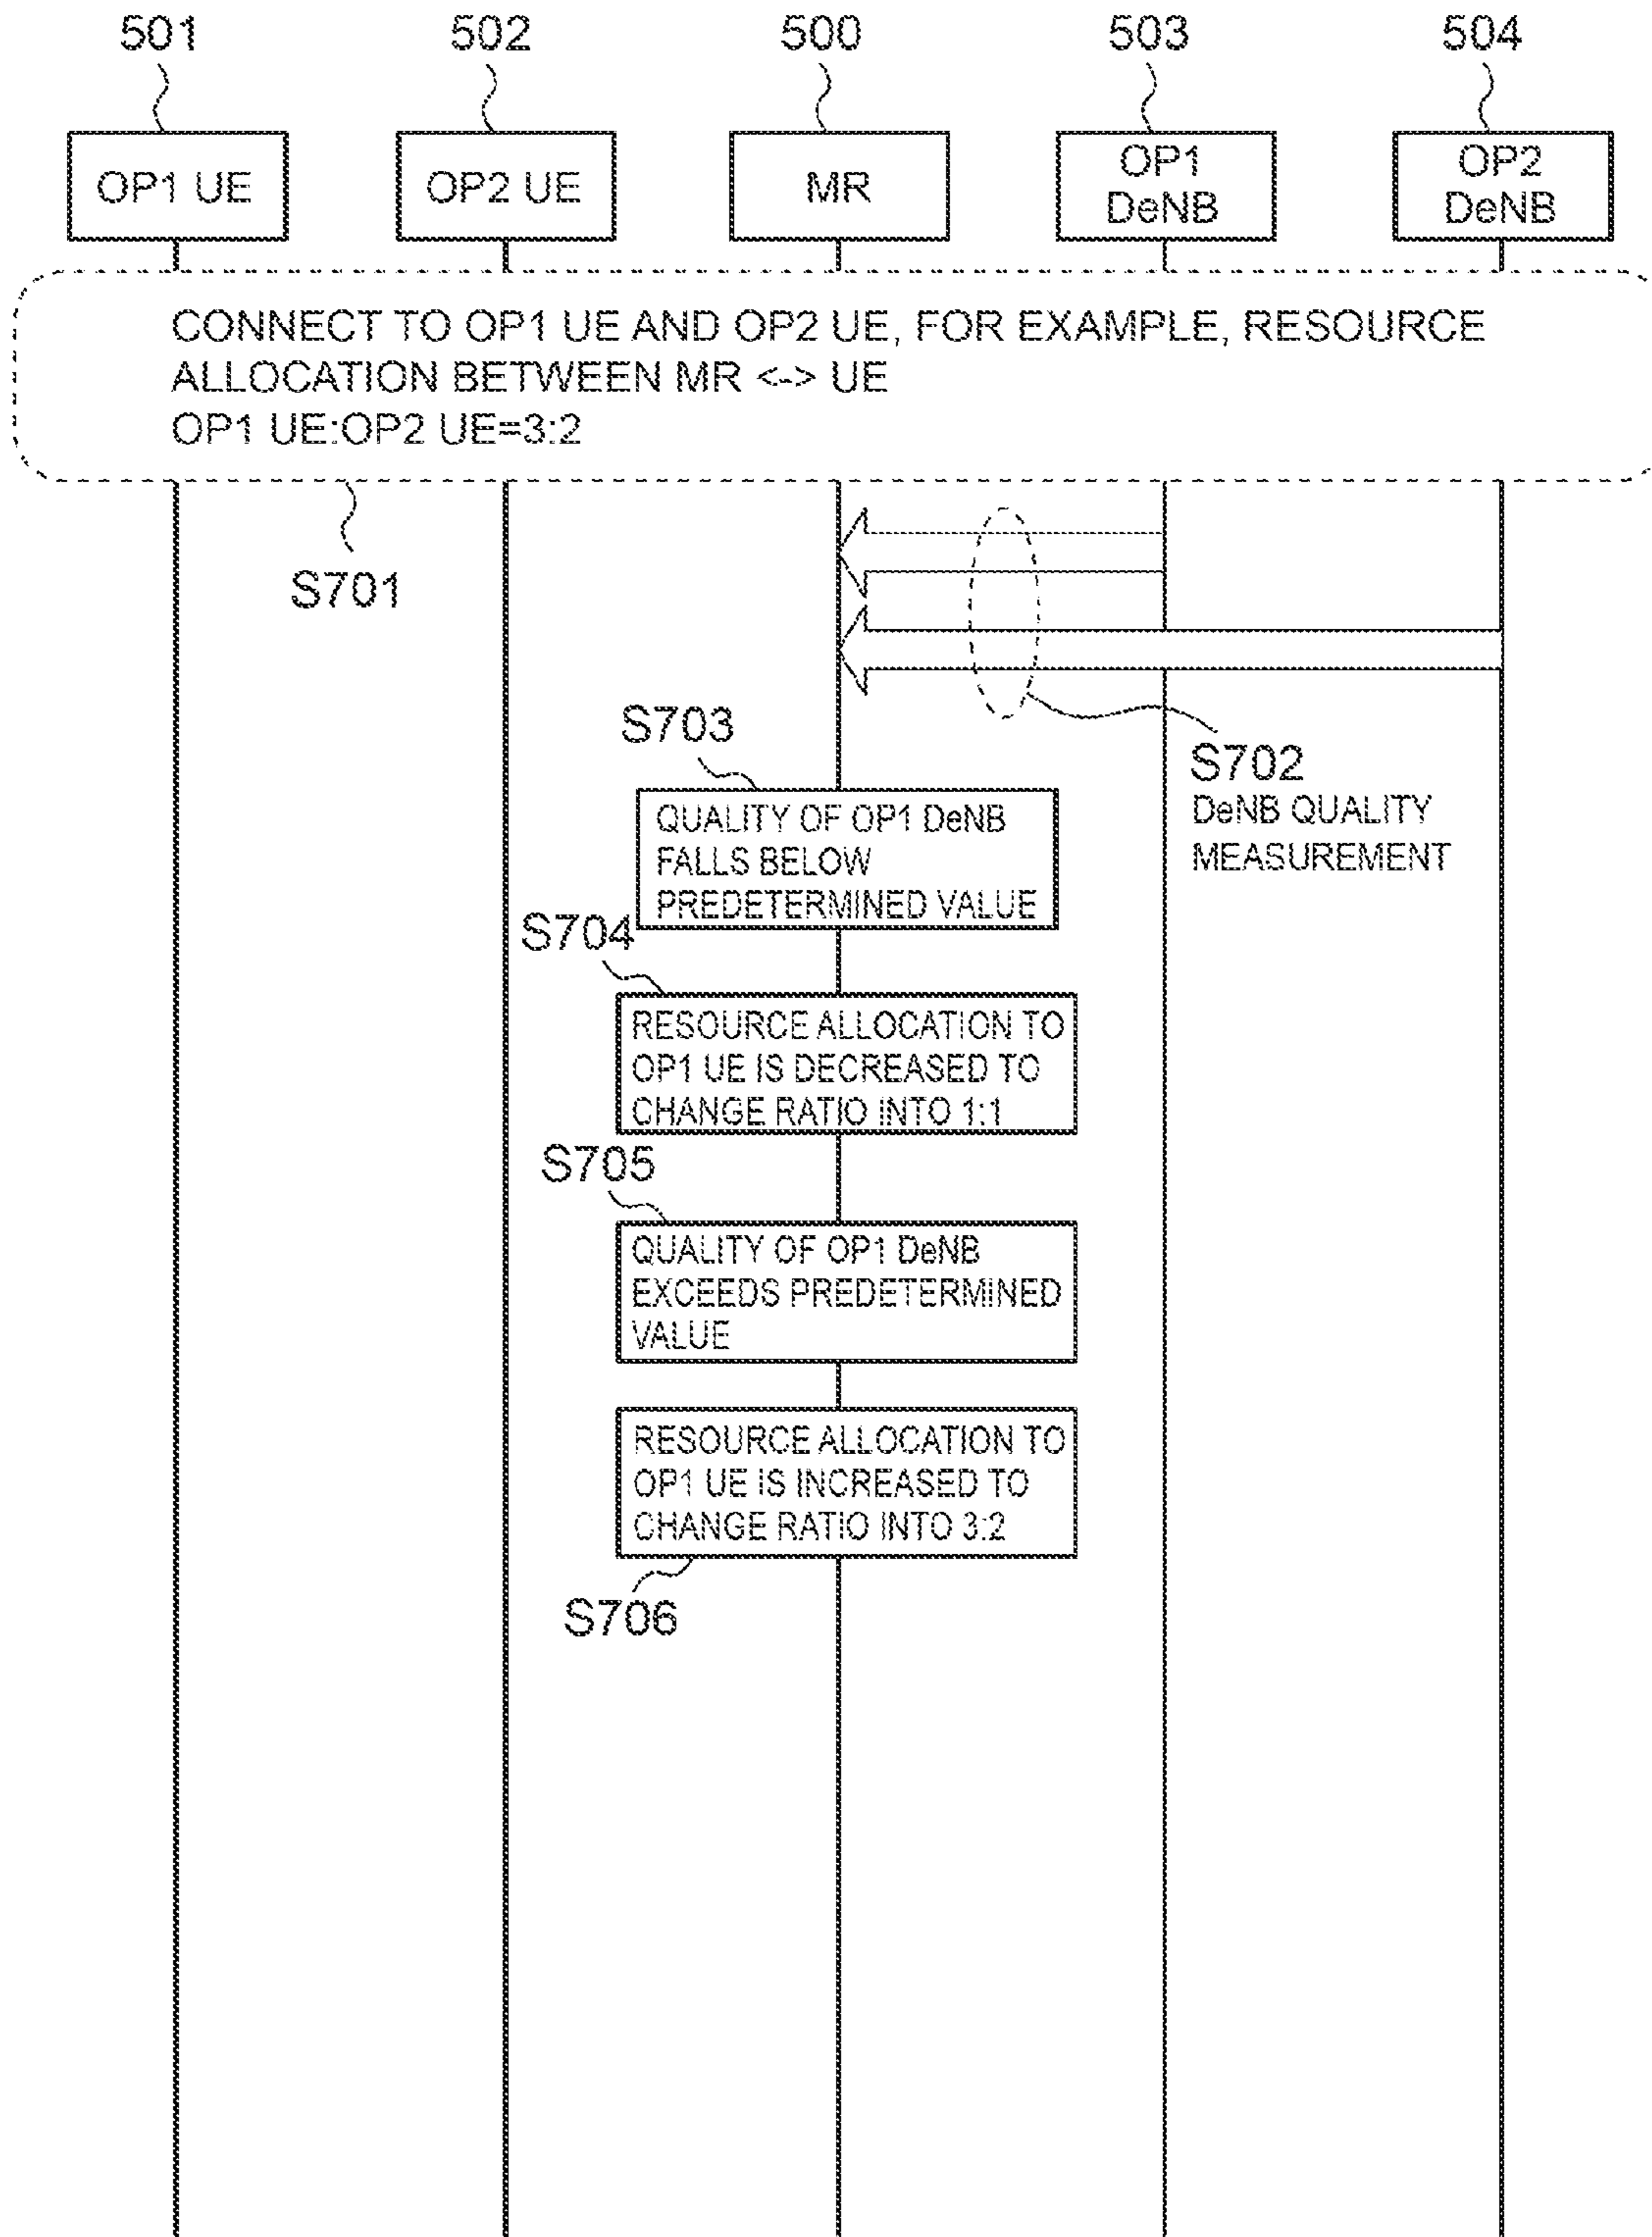 501
502
500
503
504
OP1 UE
OP2 UE
MR
OP1
DeNB
OP2
DeNB
CONNECT TO OP1 UE AND OP2 UE, FOR EXAMPLE, RESOURCE
ALLOCATION BETWEEN MR <-> UE
OP1 UE:OP2 UE=3:2
S701
S702
DeNB QUALITY
MEASUREMENT
S703
QUALITY OF OP1 DeNB
FALLS BELOW
PREDETERMINED VALUE
S704
RESOURCE ALLOCATION TO
OP1 UE IS DECREASED TO
CHANGE RATIO INTO 1:1
S705
QUALITY OF OP1 DeNB
EXCEEDS PREDETERMINED
VALUE
RESOURCE ALLOCATION TO
OP1 UE IS INCREASED TO
CHANGE RATIO INTO 3:2
S706